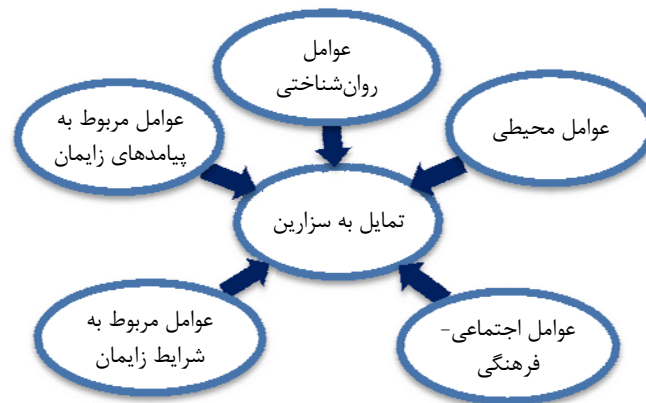 عوامل
روان‌شناختی
عوامل محیطی
عوامل مربوط به
پیامدهای زایمان
تمایل به سزارین
عوامل اجتماعی-
فرهنگی
عوامل مربوط به
شرایط زایمان